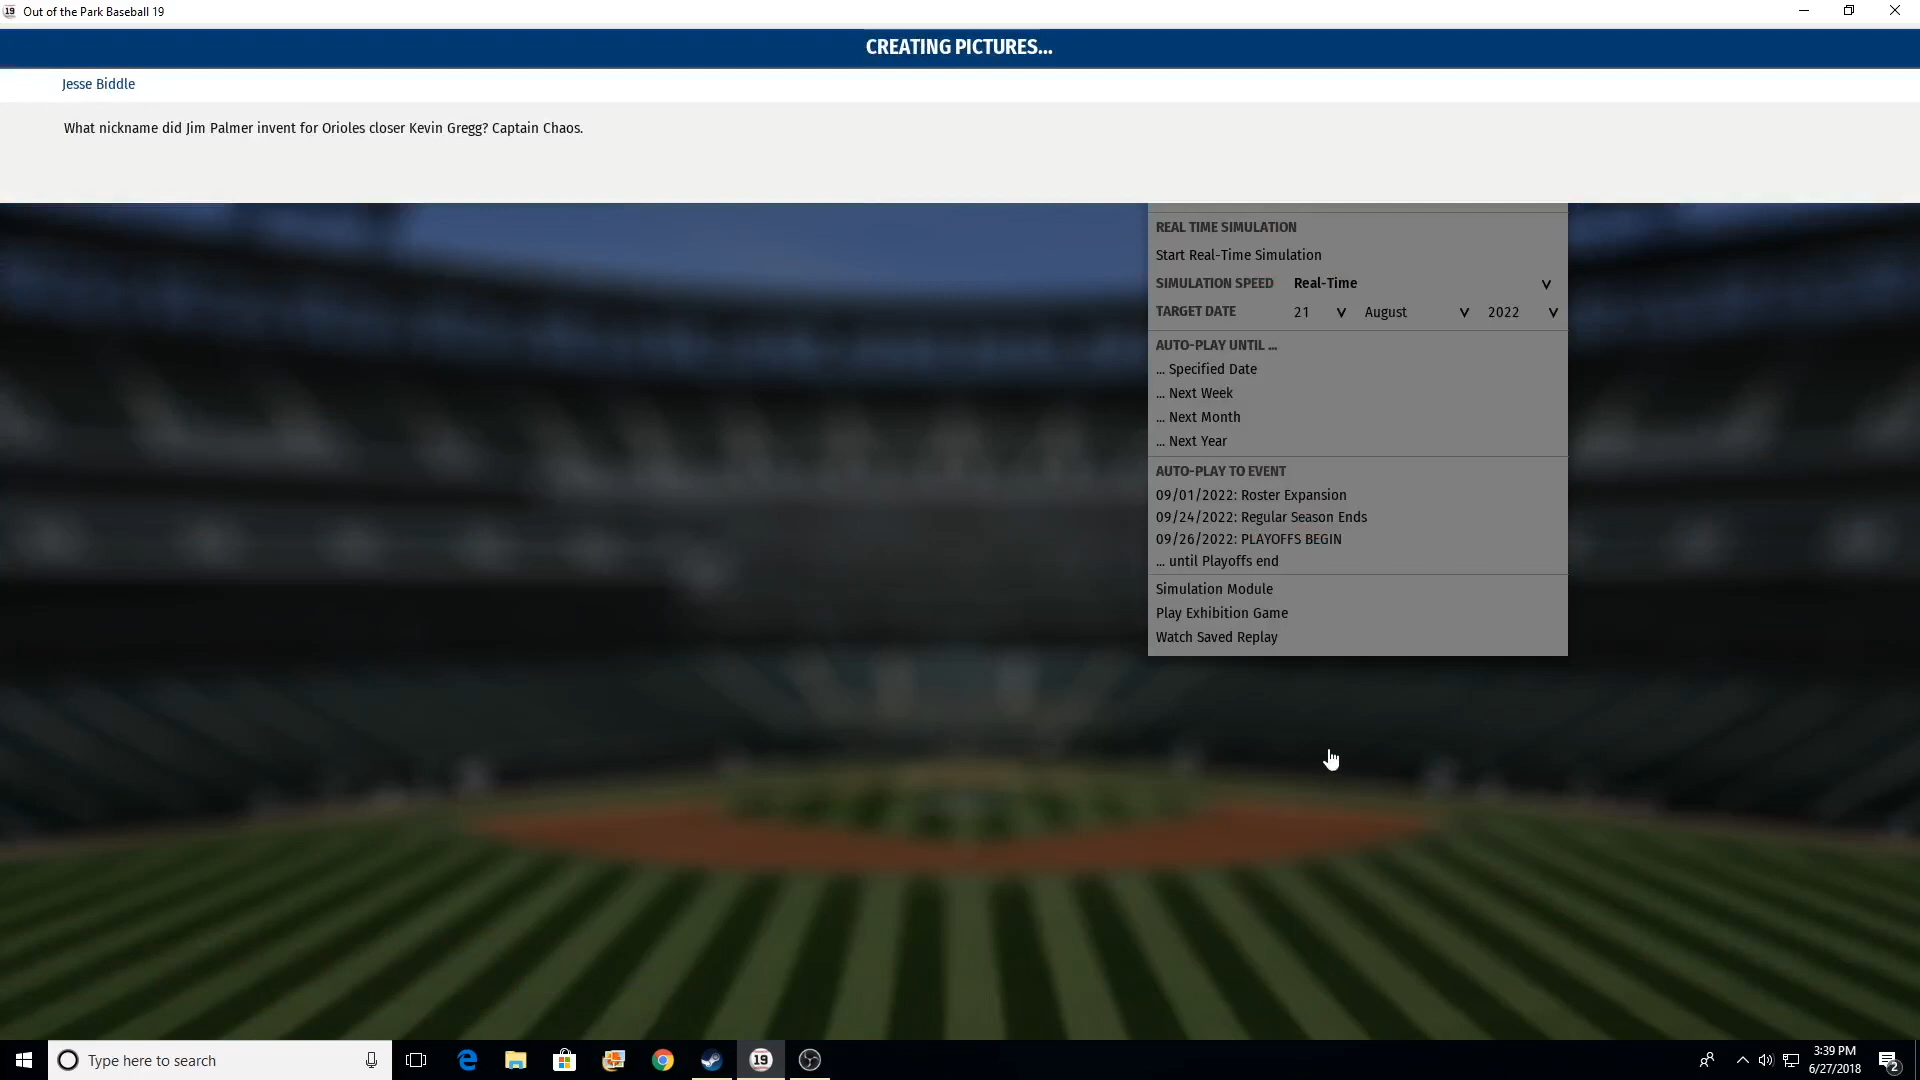 19 Out of the Park Baseball 19
CREATING PICTURES...
Jesse Biddle
What nickname did Jim Palmer invent for Orioles closer Kevin Gregg? Captain Chaos.
REAL TIME SIMULATION
Start Real-Time Simulation
SIMULATION SPEED Real-Time
TARGET DATE 21 August 2022
AUTO-PLAY UNTIL ...
... Specified Date
... Next Week
... Next Month
... Next Year
AUTO-PLAY TO EVENT
09/01/2022: Roster Expansion
09/24/2022: Regular Season Ends
09/26/2022: PLAYOFFS BEGIN
... until Playoffs end
Simulation Module
Play Exhibition Game
Watch Saved Replay
Type here to search
19
3:39 PM
6/27/2018
2